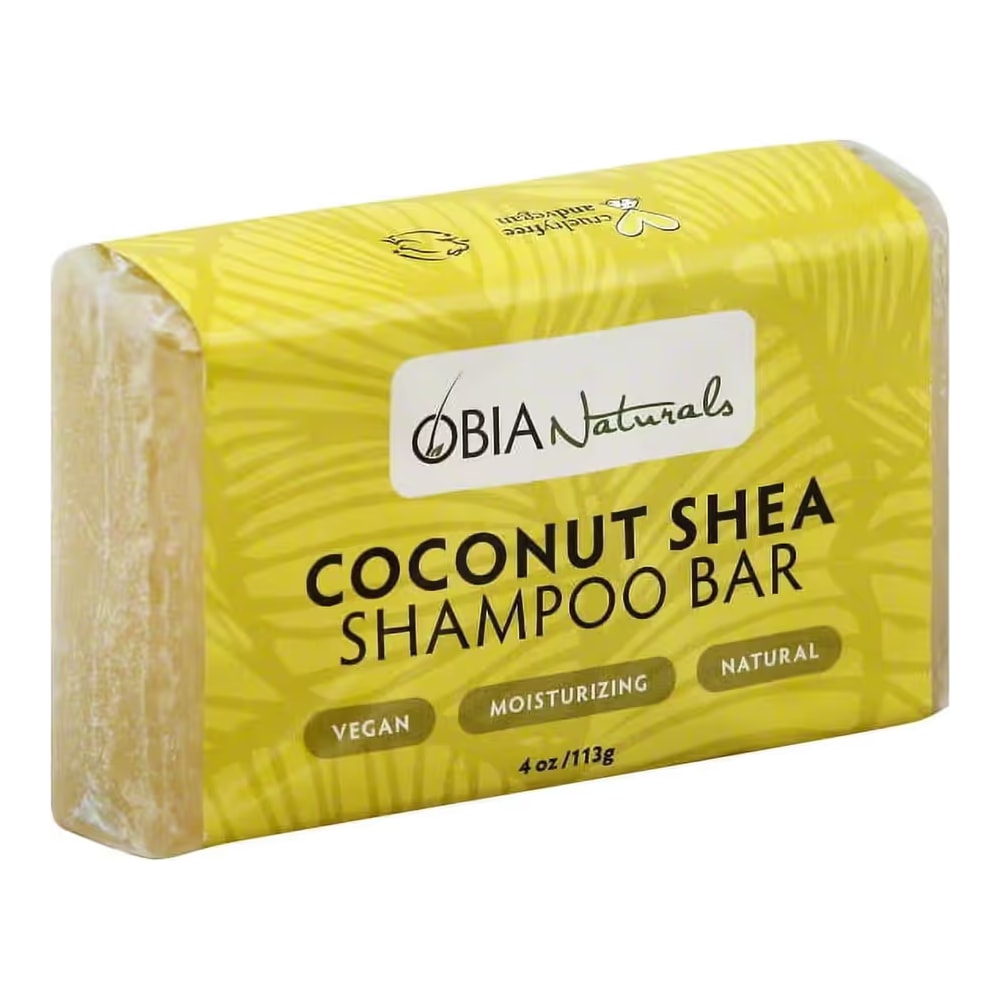 crueltyfree
andvegan
OBIA Naturals
COCONUT SHEA
SHAMPOO BAR
VEGAN
MOISTURIZING
NATURAL
4 oz/113g